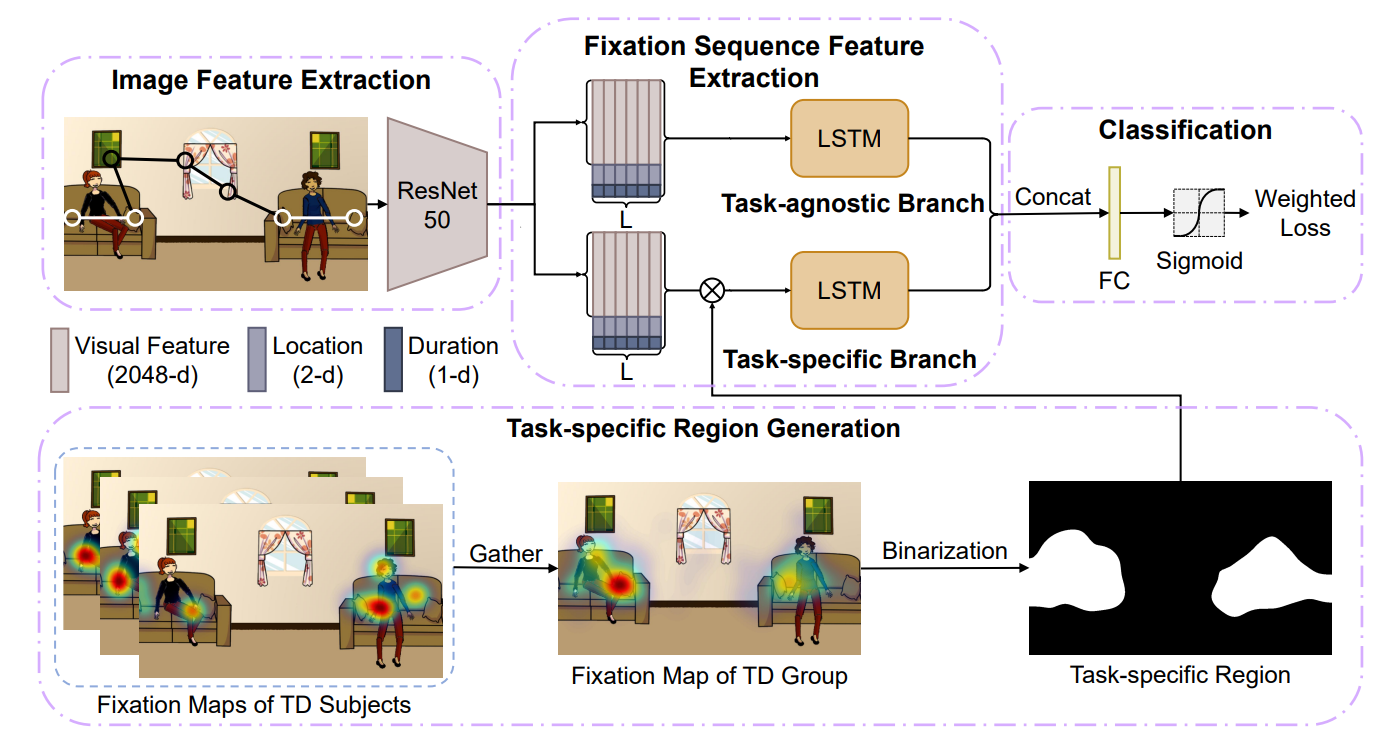 Image Feature Extraction
ResNet
50
Fixation Sequence Feature
Extraction
L
LSTM
Task-agnostic Branch
L
LSTM
Task-specific Branch
Classification
Concat
FC
Sigmoid
Weighted
Loss
Visual Feature
(2048-d)
Location
(2-d)
Duration
(1-d)
Task-specific Region Generation
Fixation Maps of TD Subjects
Gather
Fixation Map of TD Group
Binarization
Task-specific Region